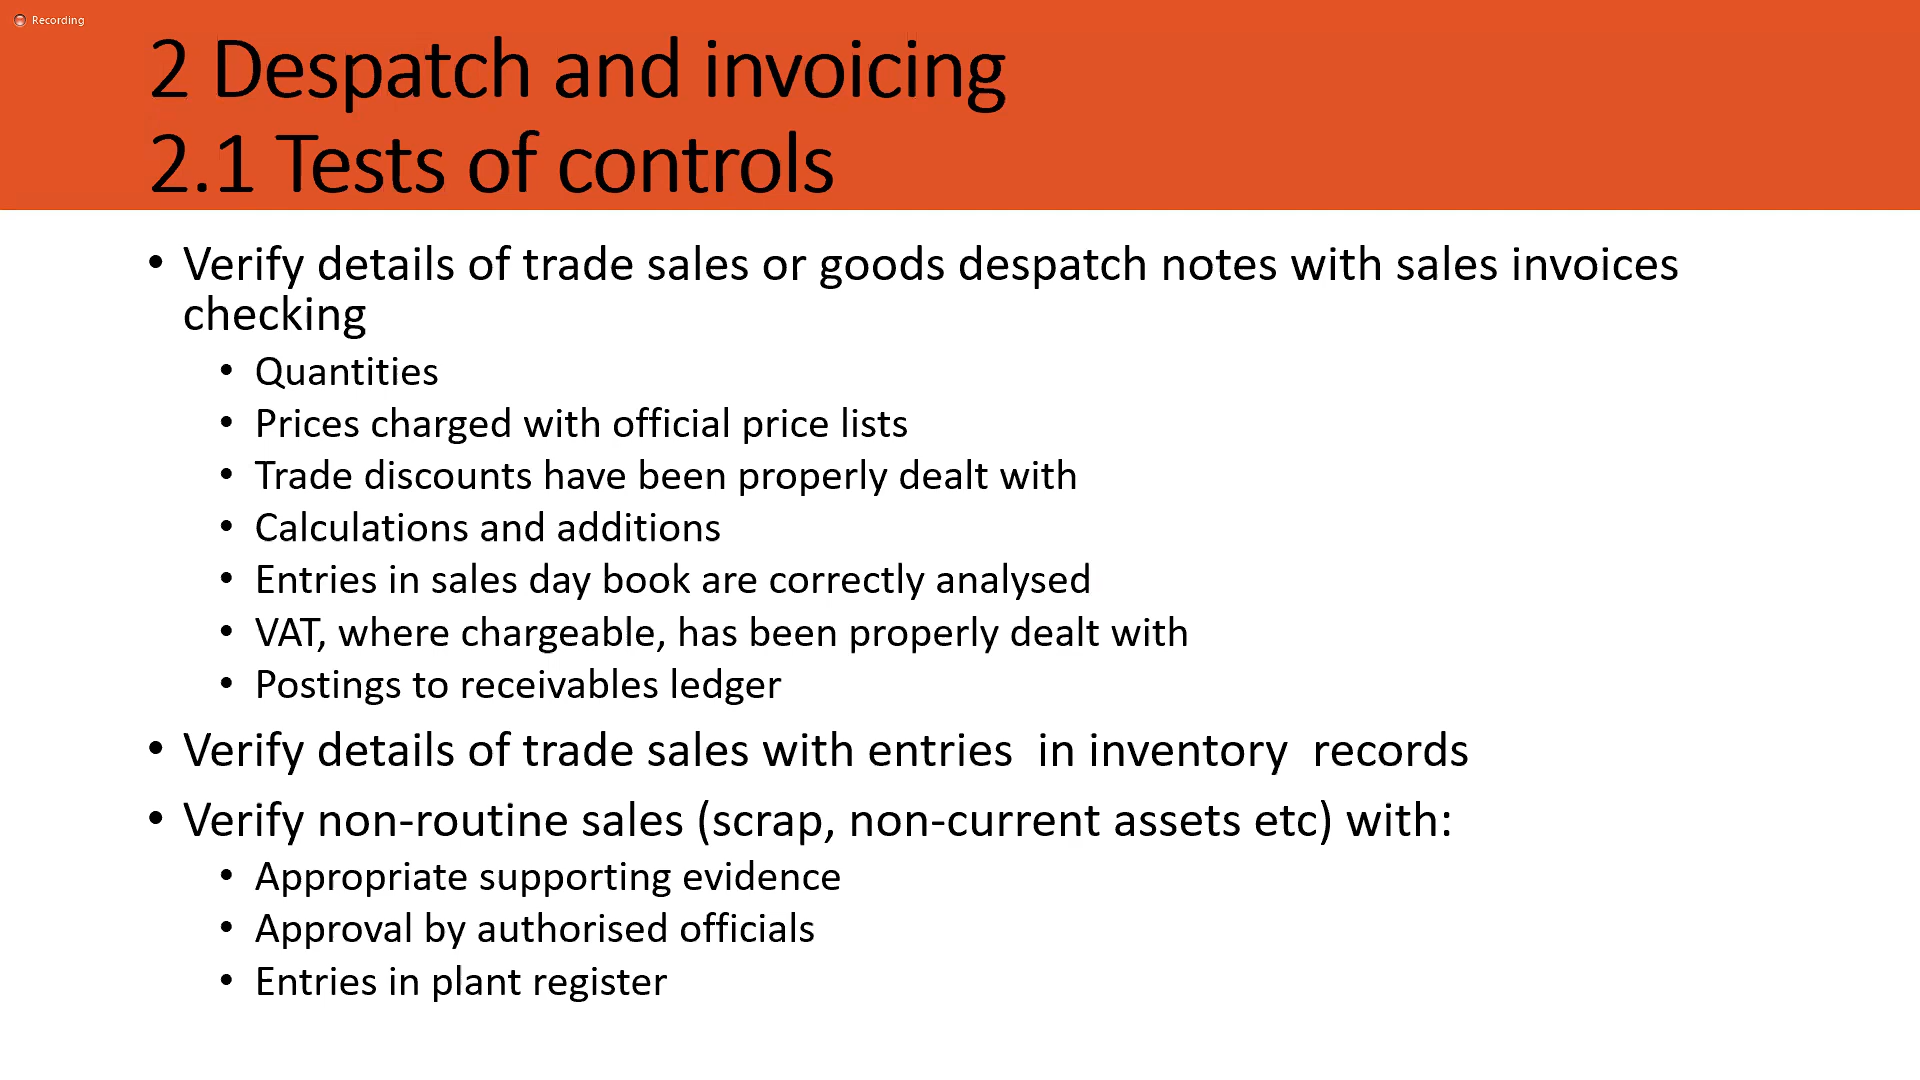 Recording
2 Despatch and invoicing
2.1 Tests of controls
• Verify details of trade sales or goods despatch notes with sales invoices
checking
• Quantities
• Prices charged with official price lists
• Trade discounts have been properly dealt with
• Calculations and additions
• Entries in sales day book are correctly analysed
• VAT, where chargeable, has been properly dealt with
• Postings to receivables ledger
• Verify details of trade sales with entries  in inventory  records
• Verify non-routine sales (scrap, non-current assets etc) with:
• Appropriate supporting evidence
• Approval by authorised officials
• Entries in plant register